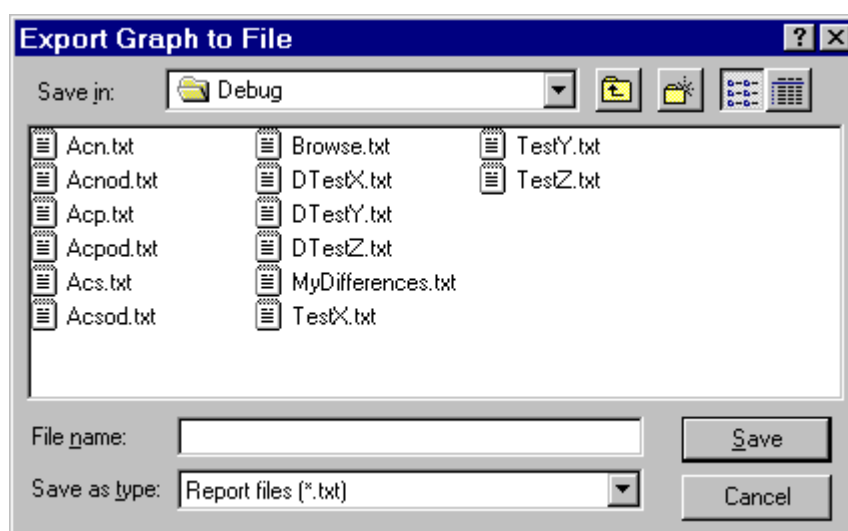 Export Graph to File
Save in: Debug
Acn.txt Browse.txt TestY.txt
Acnod.txt DTestX.txt TestZ.txt
Acp.txt DTestY.txt
Acpod.txt DTestZ.txt
Acs.txt MyDifferences.txt
Acsod.txt TestX.txt
File name: Save
Save as type: Report files (*.txt) Cancel